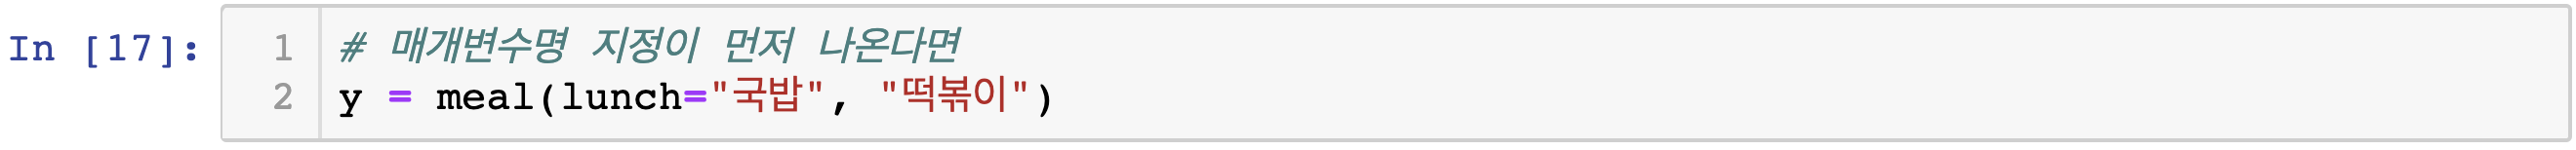 In [17]:
1 # 매개변수명 지정이 먼저 나온다면
2 y = meal(lunch="국밥", "떡볶이")